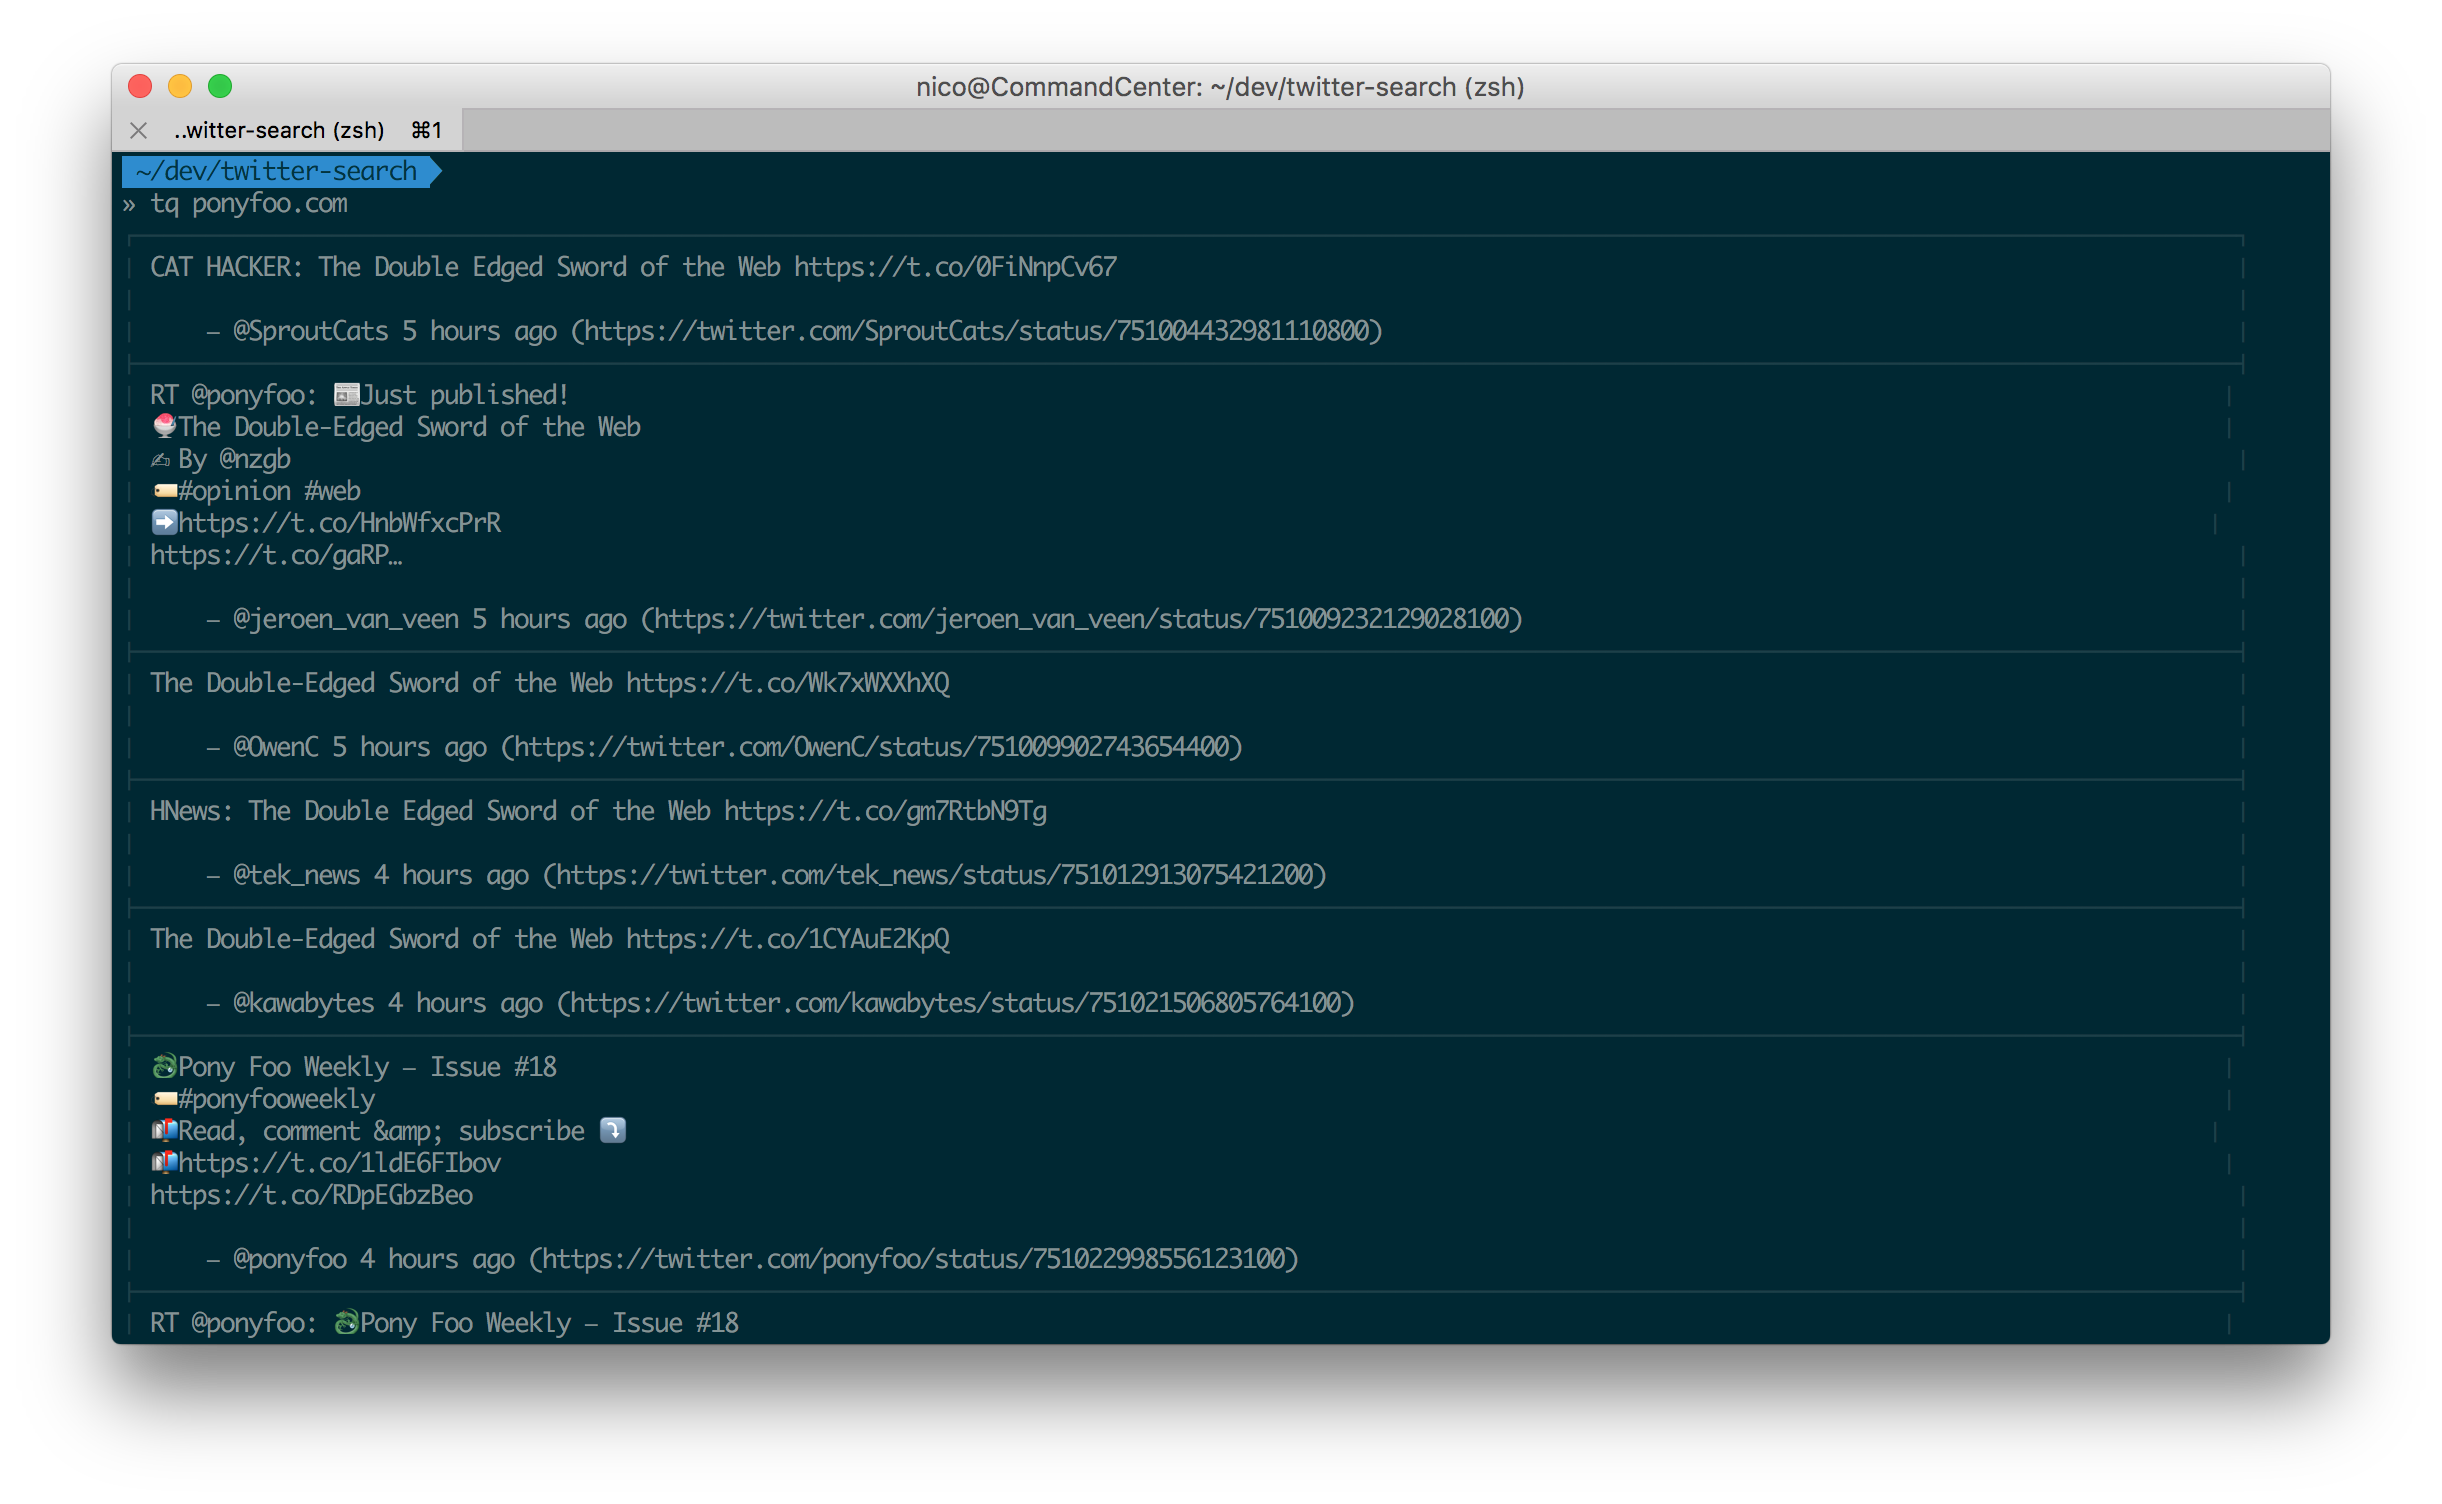 nico@CommandCenter: ~/dev/twitter-search (zsh)
..witter-search (zsh) ⌘1
~/dev/twitter-search
» tq ponyfoo.com
CAT HACKER: The Double Edged Sword of the Web https://t.co/0FiNnpCv67
— @SproutCats 5 hours ago (https://twitter.com/SproutCats/status/751004432981110800)
RT @ponyfoo: 📰Just published!
🍧The Double-Edged Sword of the Web
✍ By @nzgb
🏷#opinion #web
➡️https://t.co/HnbWfxcPrR
https://t.co/gaRP…
— @jeroen_van_veen 5 hours ago (https://twitter.com/jeroen_van_veen/status/751009232129028100)
The Double-Edged Sword of the Web https://t.co/Wk7xWXXhXQ
— @OwenC 5 hours ago (https://twitter.com/OwenC/status/751009902743654400)
HNews: The Double Edged Sword of the Web https://t.co/gm7RtbN9Tg
— @tek_news 4 hours ago (https://twitter.com/tek_news/status/751012913075421200)
The Double-Edged Sword of the Web https://t.co/1CYAuE2KpQ
— @kawabytes 4 hours ago (https://twitter.com/kawabytes/status/751021506805764100)
🐉Pony Foo Weekly — Issue #18
🏷#ponyfooweekly
📬Read, comment &amp; subscribe ⤵️
📬https://t.co/1ldE6FIbov
https://t.co/RDpEGbzBeo
— @ponyfoo 4 hours ago (https://twitter.com/ponyfoo/status/751022998556123100)
RT @ponyfoo: 🐉Pony Foo Weekly — Issue #18